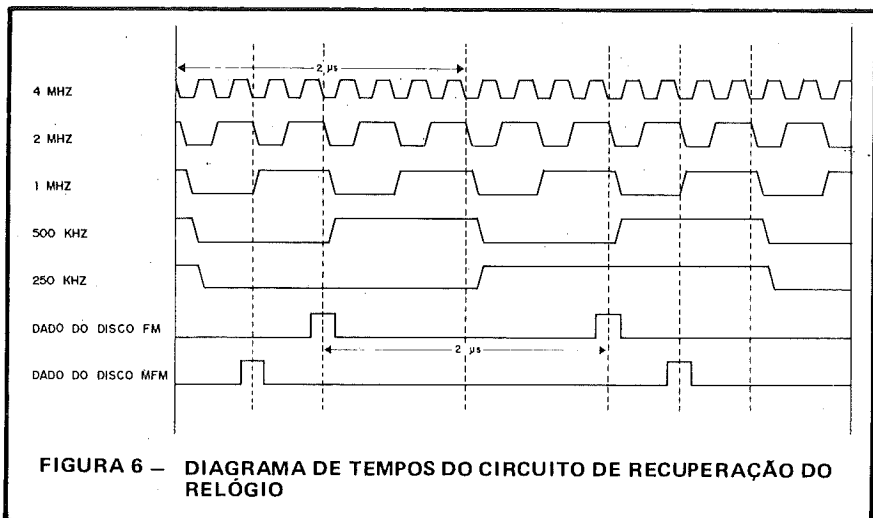 2 µs
4 MHZ
2 MHZ
1 MHZ
500 KHZ
250 KHZ
DADO DO DISCO FM
2 µs
DADO DO DISCO MFM
FIGURA 6 — DIAGRAMA DE TEMPOS DO CIRCUITO DE RECUPERAÇÃO DO
RELÓGIO